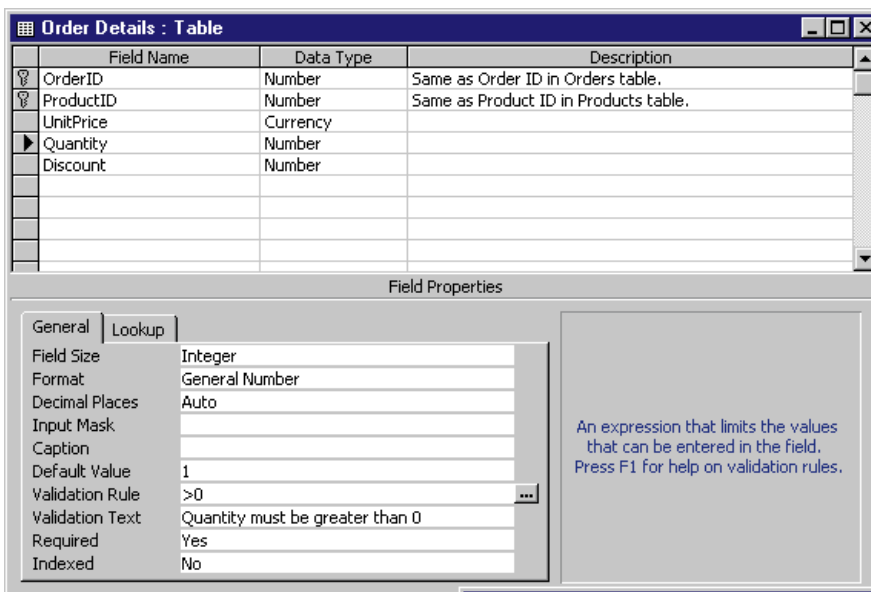 Order Details : Table
Field Name Data Type Description
OrderID Number Same as Order ID in Orders table.
ProductID Number Same as Product ID in Products table.
UnitPrice Currency
Quantity Number
Discount Number
Field Properties
General Lookup
Field Size Integer
Format General Number
Decimal Places Auto
Input Mask
Caption
Default Value 1
Validation Rule >0 ...
Validation Text Quantity must be greater than 0
Required Yes
Indexed No
An expression that limits the values
that can be entered in the field.
Press F1 for help on validation rules.